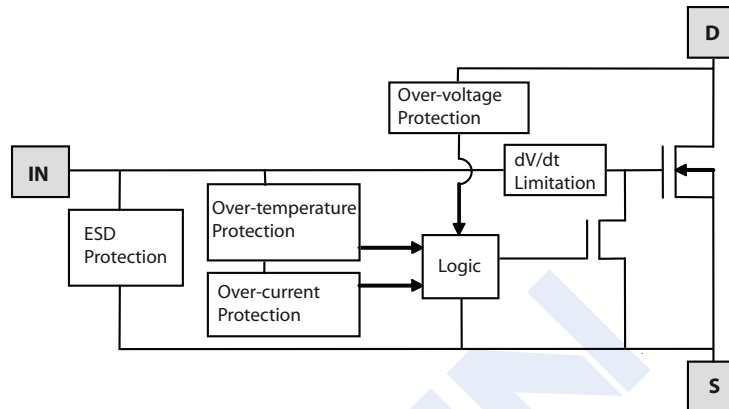 D
Over-voltage
Protection
IN
dV/dt
Limitation
ESD
Protection
Over-temperature
Protection
Logic
Over-current
Protection
S